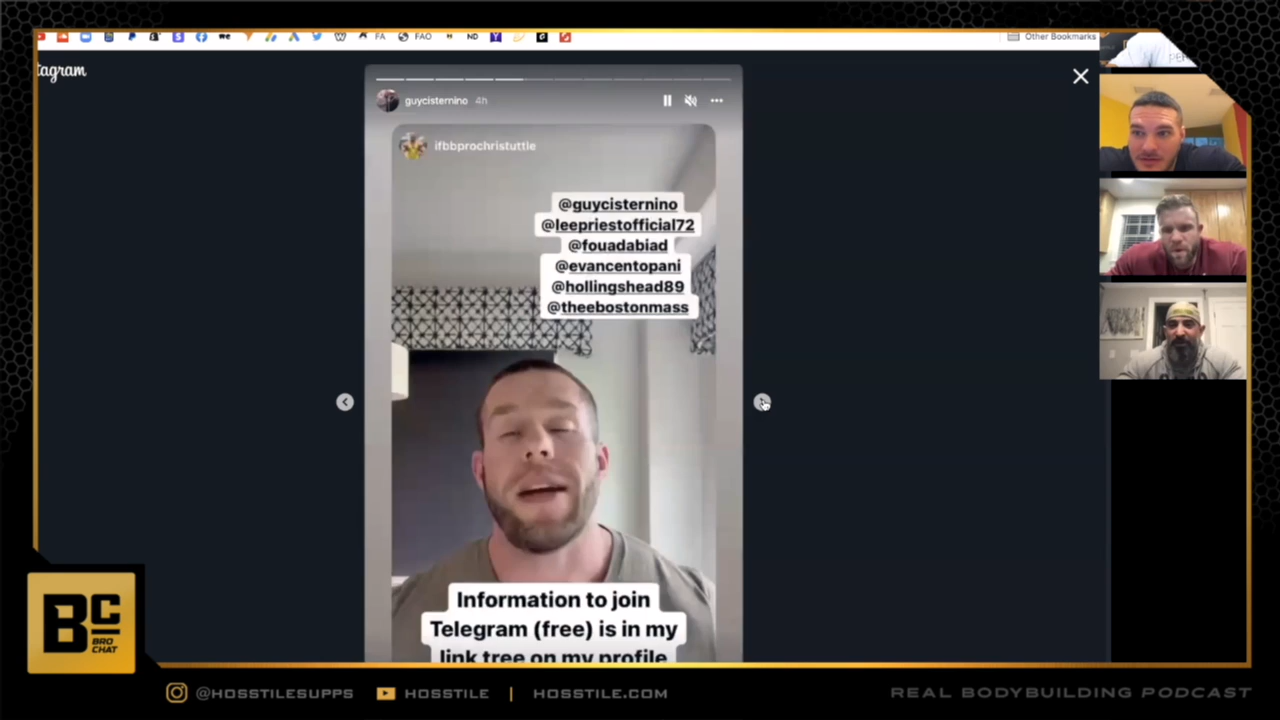 FA
FAO
ND
Other Bookmarks
tagram
guycisternino 4h
ifbbprochristuttle
@guycisternino
@leepriestofficial72
@fouadabiad
@evancentopani
@hollingshead89
@theebostonmass
Information to join
Telegram (free) is in my
link tree on my profile
BC
BRO
CHAT
@HOSSTILESUPPS
HOSSTILE
|
HOSSTILE.COM
REAL BODYBUILDING PODCAST